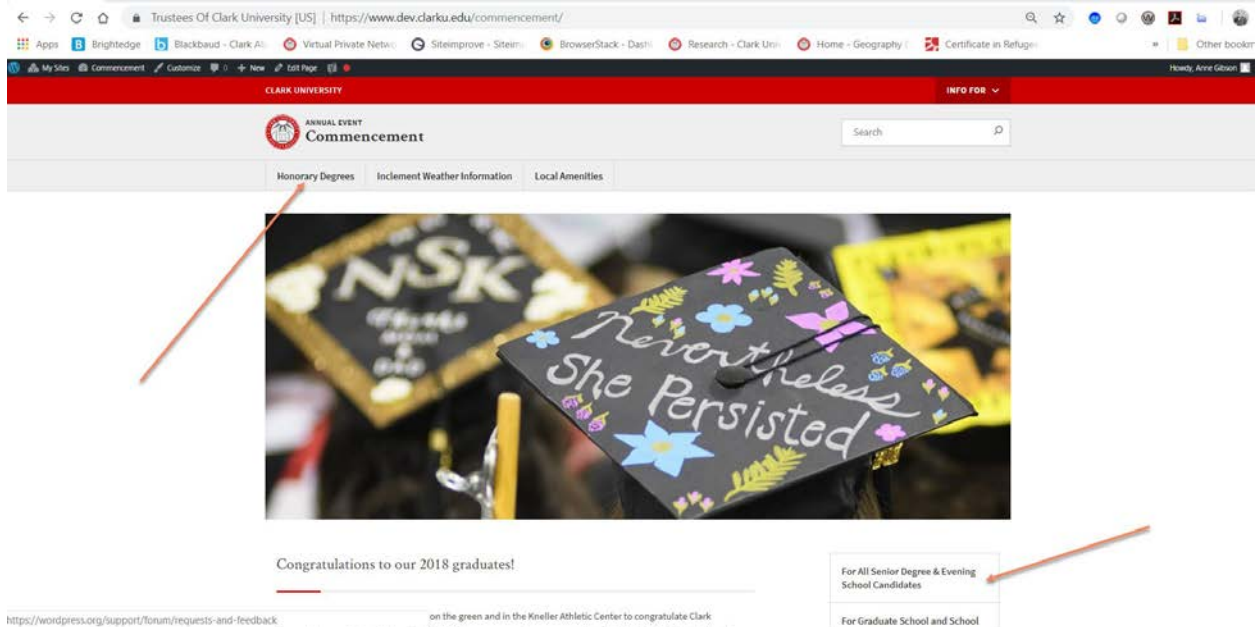 Trustees Of Clark University [US] | https://www.dev.clarku.edu/commencement/
Apps Brightedge Blackbaud - Clark Virtual Private Netwo Siteimprove - Siteim BrowserStack - Dash Research - Clark Univ Home - Geography ( Certificate in Refuge » Other bookm
My Sites Commencement Customize 0 + New Edit Page Howdy, Anne Gibson
CLARK UNIVERSITY INFO FOR
ANNUAL EVENT
Commencement
Search
Honorary Degrees Inclement Weather Information Local Amenities
NSK
Thanks
MOM
&
DAD
Nevertheless
She Persisted
Congratulations to our 2018 graduates!
For All Senior Degree & Evening
School Candidates
on the green and in the Kneller Athletic Center to congratulate Clark
For Graduate School and School
https://wordpress.org/support/forum/requests-and-feedback